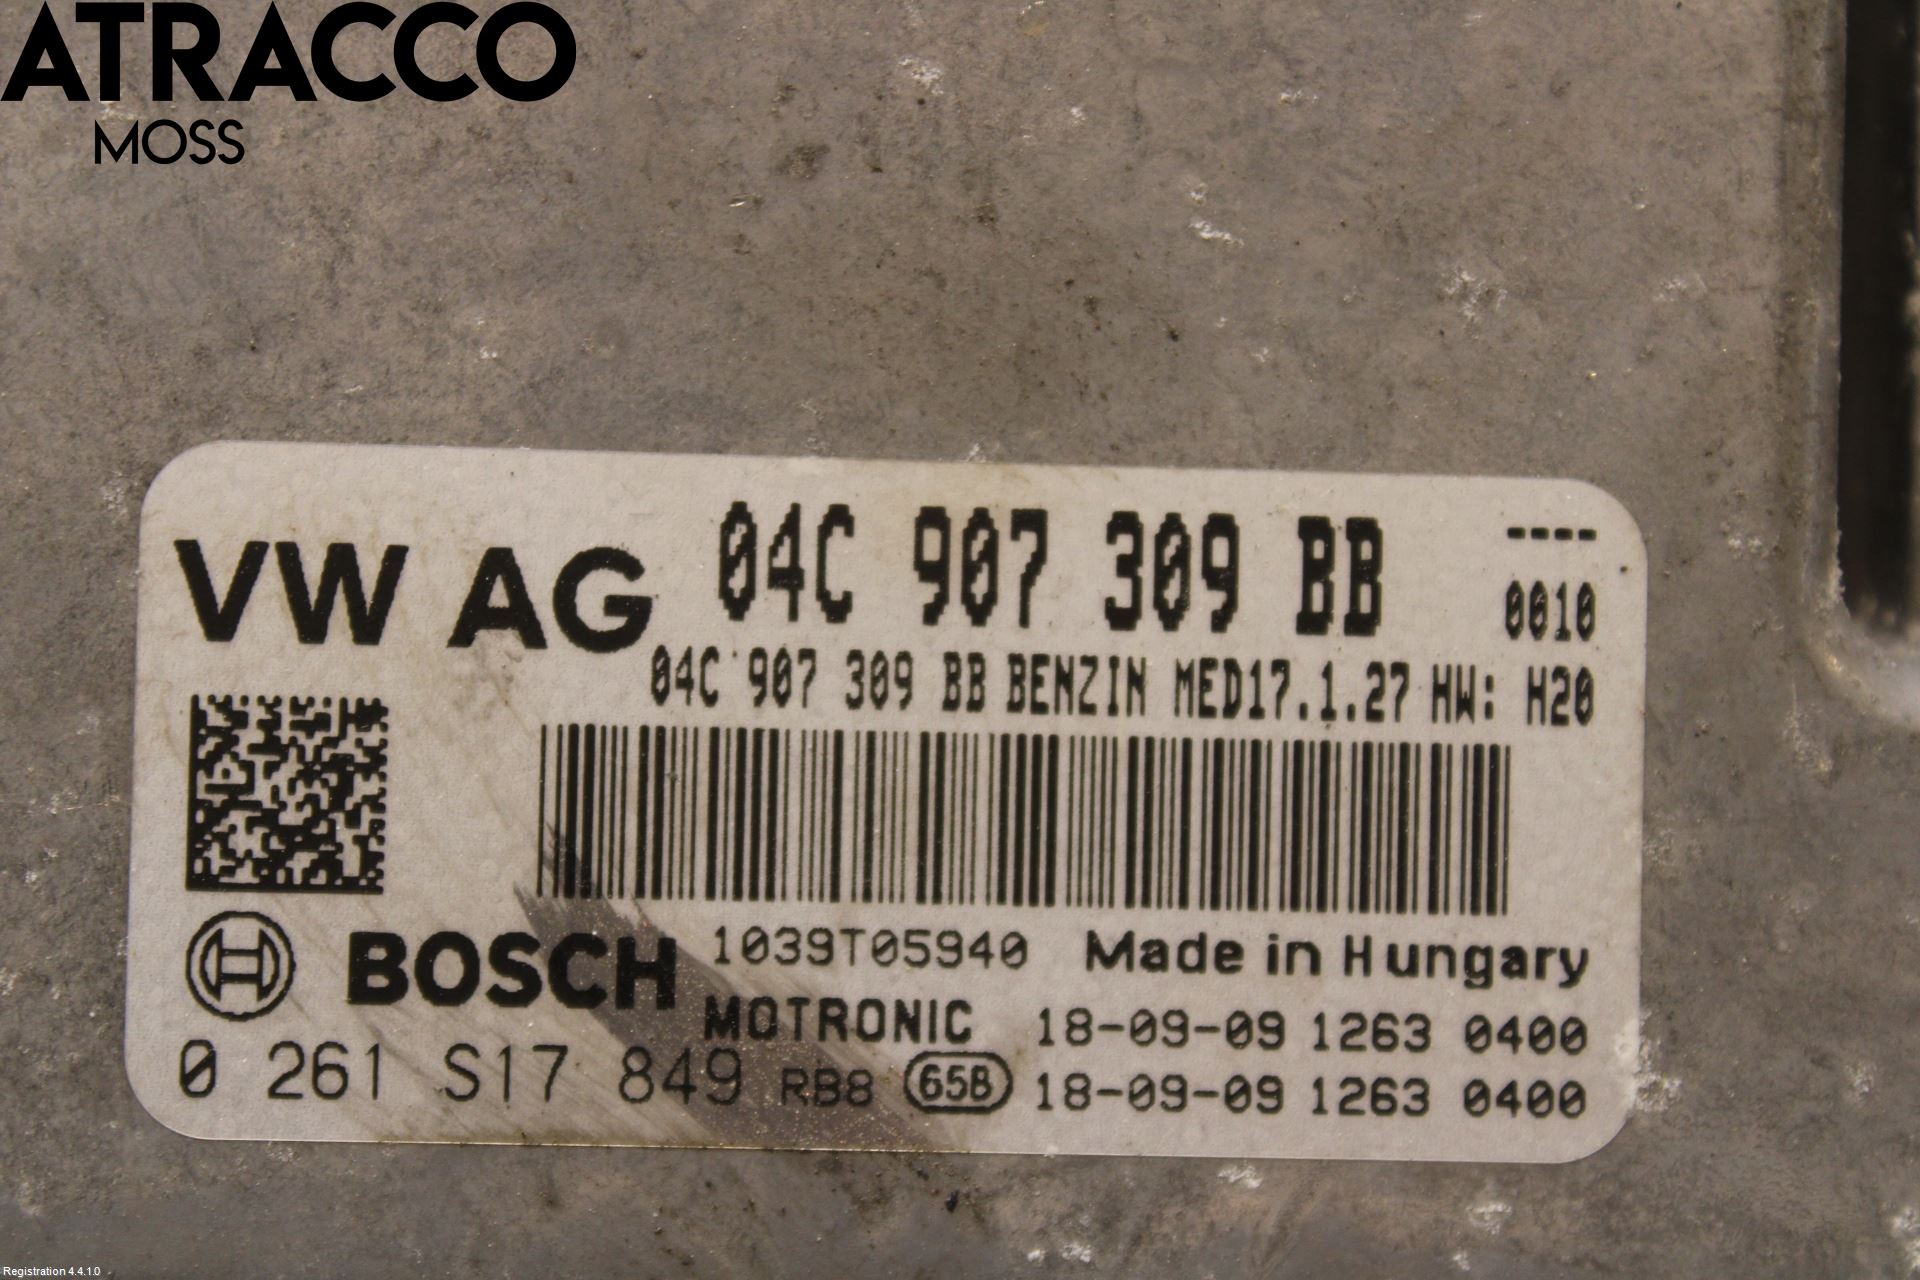 ATRACCO
MOSS
VW AG 04C 907 309 BB ----
0010
04C 907 309 BB BENZIN MED17.1.27 HW: H20
BOSCH 1039T05940 Made in Hungary
MOTRONIC 18-09-09 1263 0400
0 261 S17 849 RB8 65B 18-09-09 1263 0400
Registration 4.4.1.0